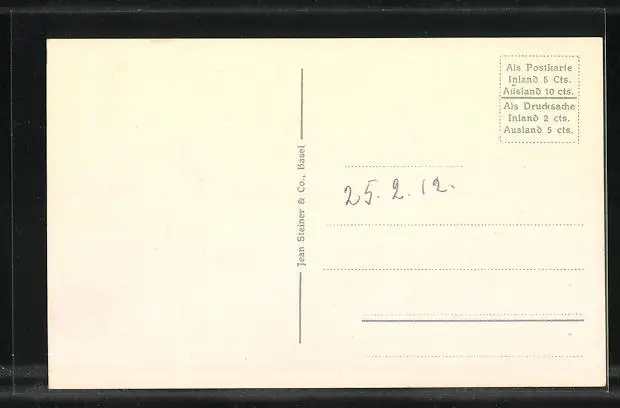 Als Postkarte
Inland 5 Cts.
Ausland 10 cts.
Als Drucksache
Inland 2 cts.
Ausland 5 cts.
Jean Steiner & Co., Basel
25. 2. 12.